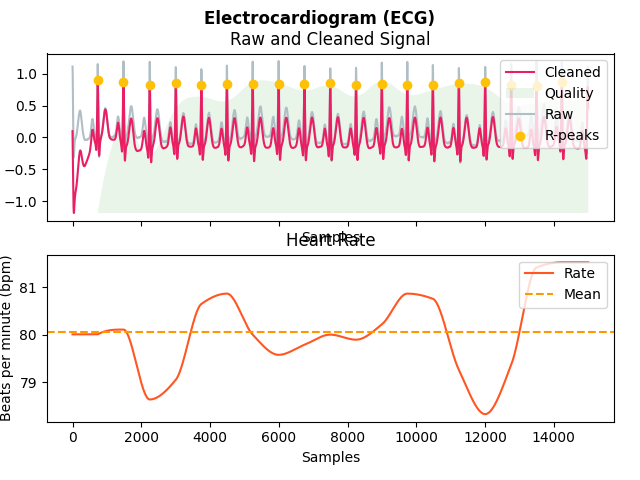 Electrocardiogram (ECG)
Raw and Cleaned Signal
1.0
0.5
0.0
−0.5
−1.0
Cleaned
Quality
Raw
R-peaks
Samples
Heart Rate
Beats per minute (bpm)
81
80
79
Rate
Mean
0
2000
4000
6000
8000
10000
12000
14000
Samples